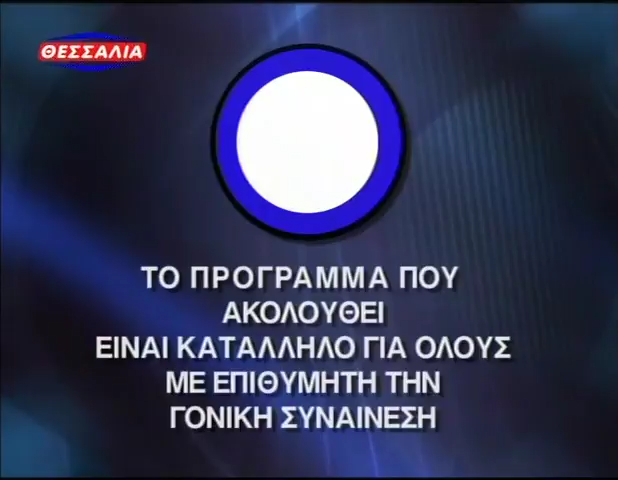 ΘΕΣΣΑΛΙΑ
ΤΟ ΠΡΟΓΡΑΜΜΑ ΠΟΥ
ΑΚΟΛΟΥΘΕΙ
ΕΙΝΑΙ ΚΑΤΑΛΛΗΛΟ ΓΙΑ ΟΛΟΥΣ
ΜΕ ΕΠΙΘΥΜΗΤΗ ΤΗΝ
ΓΟΝΙΚΗ ΣΥΝΑΙΝΕΣΗ